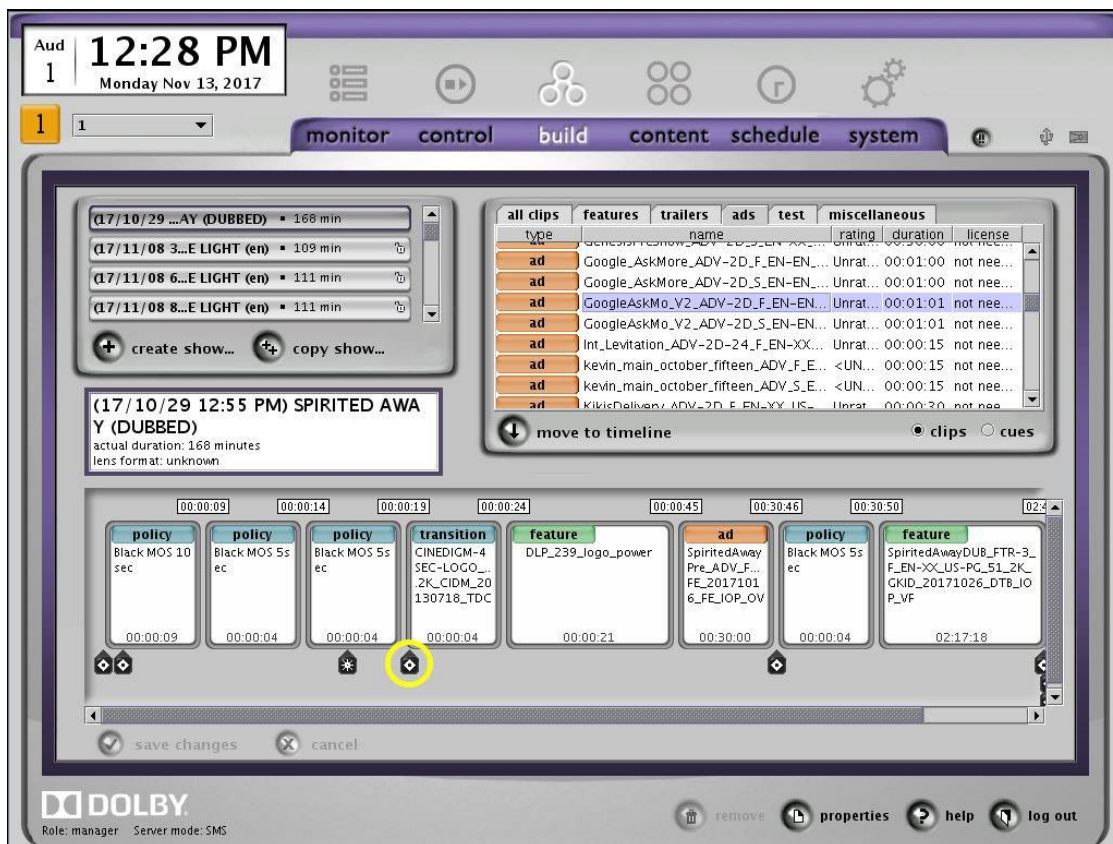 Aud
1
12:28 PM
Monday Nov 13, 2017
1
1
monitor control build content schedule system
(17/10/29 ...AY (DUBBED) ▪ 168 min
(17/11/08 3...E LIGHT (en) ▪ 109 min
(17/11/08 6...E LIGHT (en) ▪ 111 min
(17/11/08 8...E LIGHT (en) ▪ 111 min
create show... copy show...
all clips features trailers ads test miscellaneous
type name rating duration license
ad Google_AskMore_ADV-2D_F_EN-EN_... Unrat... 00:01:00 not nee...
ad Google_AskMore_ADV-2D_S_EN-EN_... Unrat... 00:01:00 not nee...
ad GoogleAskMo_V2_ADV-2D_F_EN-EN... Unrat... 00:01:01 not nee...
ad GoogleAskMo_V2_ADV-2D_S_EN-EN... Unrat... 00:01:01 not nee...
ad Int_Levitation_ADV-2D-24_F_EN-XX... Unrat... 00:00:15 not nee...
ad kevin_main_october_fifteen_ADV_F_E... <UN... 00:00:15 not nee...
ad kevin_main_october_fifteen_ADV_S_E... <UN... 00:00:15 not nee...
ad KikisDelivery_ADV-2D_F_EN-XX_US-... Unrat... 00:00:30 not nee...
move to timeline clips cues
(17/10/29 12:55 PM) SPIRITED AWA
Y (DUBBED)
actual duration: 168 minutes
lens format: unknown
00:00:09 00:00:14 00:00:19 00:00:24 00:00:45 00:30:46 00:30:50 02:4
policy
Black MOS 10
sec
00:00:09
policy
Black MOS 5s
ec
00:00:04
policy
Black MOS 5s
ec
00:00:04
transition
CINEDIGM-4
SEC-LOGO_..
.2K_CIDM_20
130718_TDC
00:00:04
feature
DLP_239_logo_power
00:00:21
ad
SpiritedAway
Pre_ADV_F...
FE_2017101
6_FE_IOP_OV
00:30:00
policy
Black MOS 5s
ec
00:00:04
feature
SpiritedAwayDUB_FTR-3_
F_EN-XX_US-PG_51_2K_
GKID_20171026_DTB_IO
P_VF
02:17:18
save changes cancel
DOLBY
Role: manager Server mode: SMS
remove properties help log out